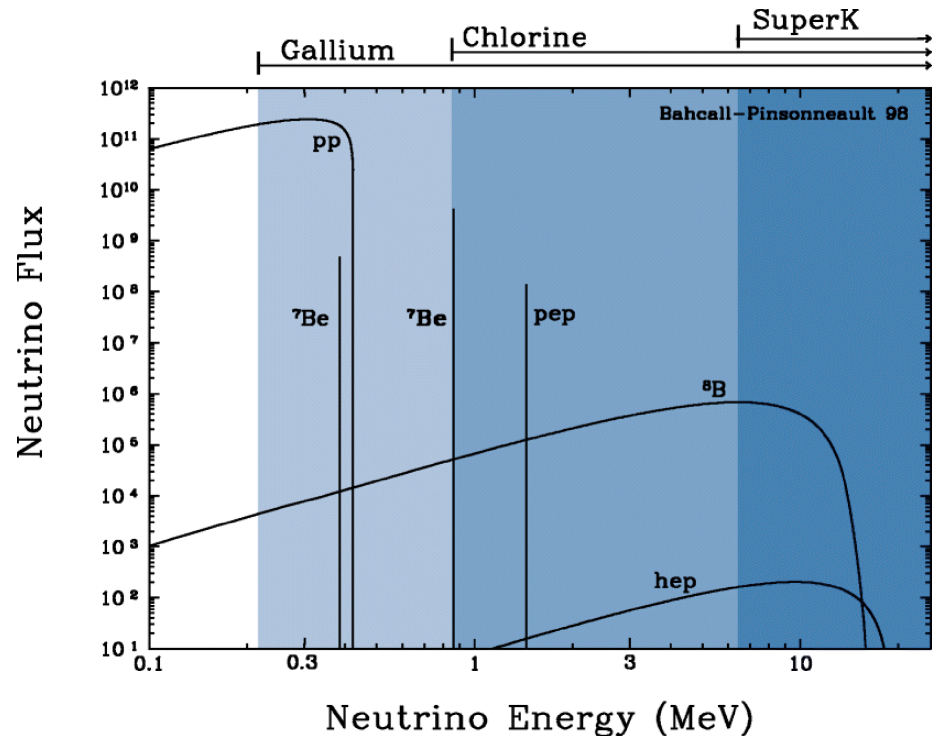 SuperK
Gallium
Chlorine
Bahcall-Pinsonneault 98
10¹²
10¹¹
10¹⁰
10⁹
10⁸
10⁷
10⁶
10⁵
10⁴
10³
10²
10¹
Neutrino Flux
pp
⁷Be
⁷Be
pep
⁸B
hep
0.1
0.3
1
3
10
Neutrino Energy (MeV)